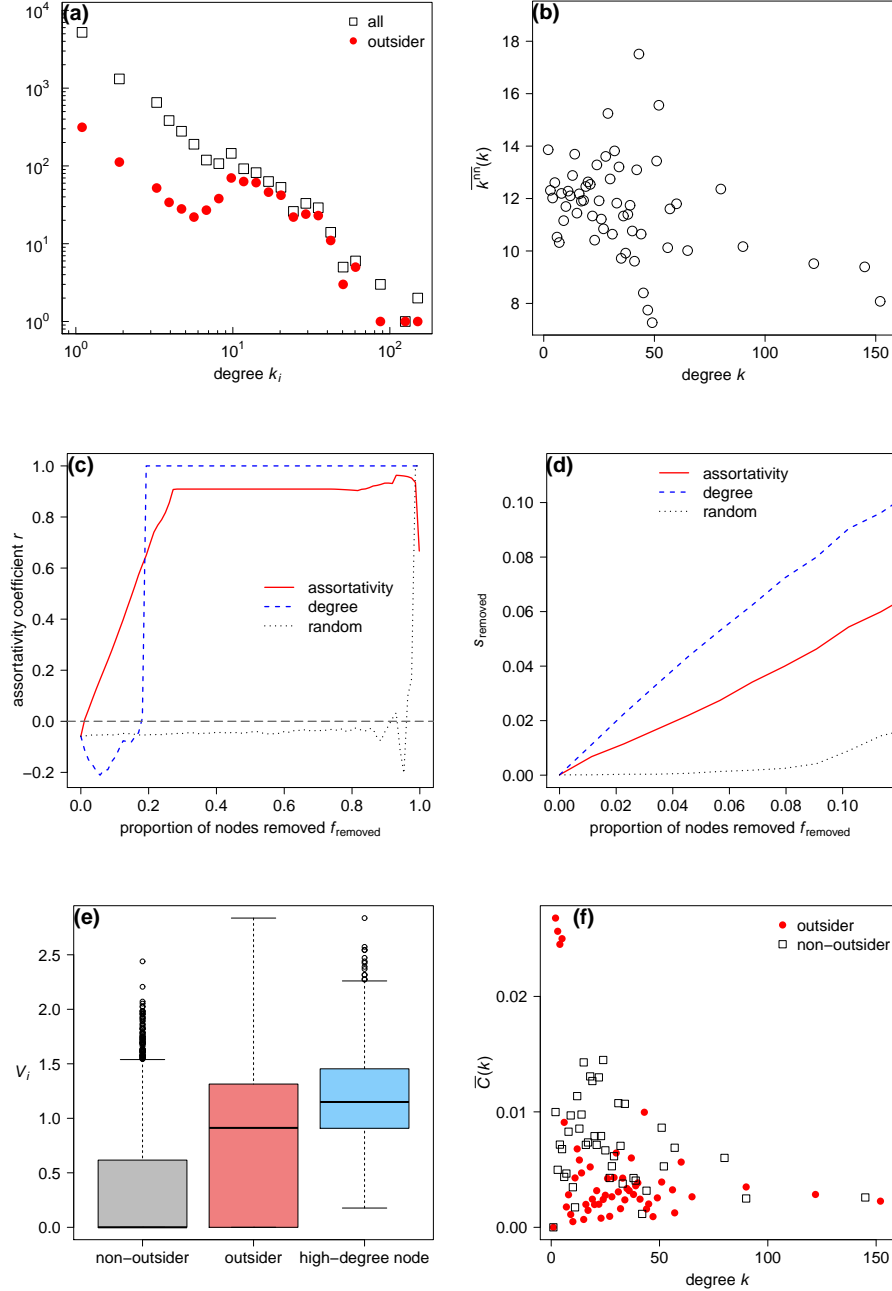 (a)
all
outsider
10^4
10^3
10^2
10^1
10^0
10^0 10^1 10^2
degree k_i
(b)
18
16
14
12
10
8
\overline{k^{nn}}(k)
0 50 100 150
degree k
(c)
1.0
0.8
0.6
0.4
0.2
0.0
−0.2
assortativity coefficient r
assortativity
degree
random
0.0 0.2 0.4 0.6 0.8 1.0
proportion of nodes removed f_removed
(d)
assortativity
degree
random
0.10
0.08
0.06
0.04
0.02
0.00
s_removed
0.00 0.02 0.04 0.06 0.08 0.10
proportion of nodes removed f_removed
(e)
2.5
2.0
1.5
1.0
0.5
0.0
V_i
non−outsider outsider high−degree node
(f)
outsider
non−outsider
0.02
0.01
0.00
\overline{C}(k)
0 50 100 150
degree k